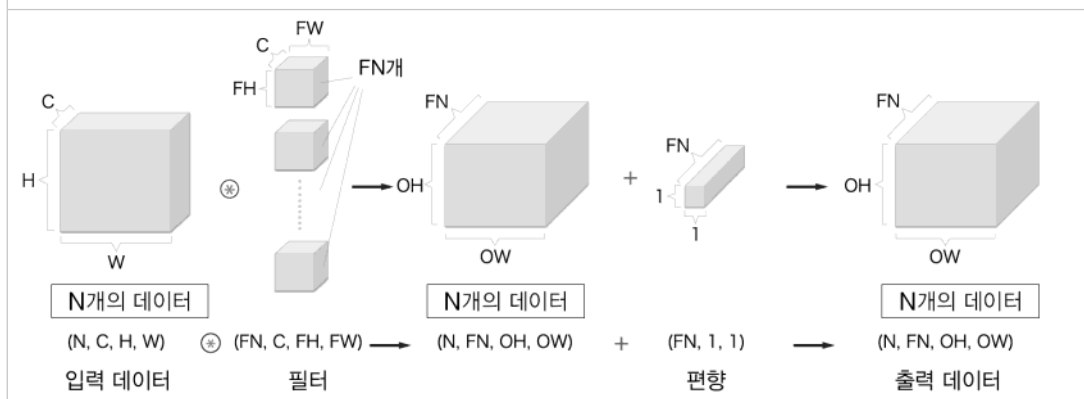 C FW
FH FN개
C FN FN FN
H ⊛ OH + 1 OH
1
W OW OW
N개의 데이터 N개의 데이터 N개의 데이터
(N, C, H, W) ⊛ (FN, C, FH, FW) → (N, FN, OH, OW) + (FN, 1, 1) → (N, FN, OH, OW)
입력 데이터 필터 편향 출력 데이터